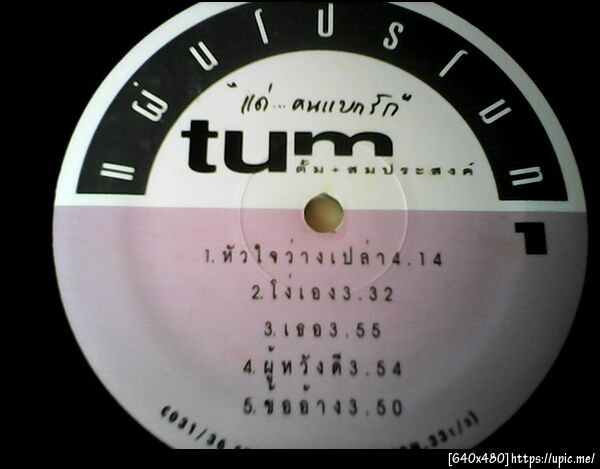 แผ่นโปรโมท
"แด่...คนแบกรัก"
tum
ตั้ม+สมประสงค์
1
1.หัวใจว่างเปล่า4.14
2.โง่เอง3.32
3.เธอ3.55
4.ผู้หวังดี3.54
5.ข้ออ้าง3.50
(031/36
[640x480]https://upic.me/